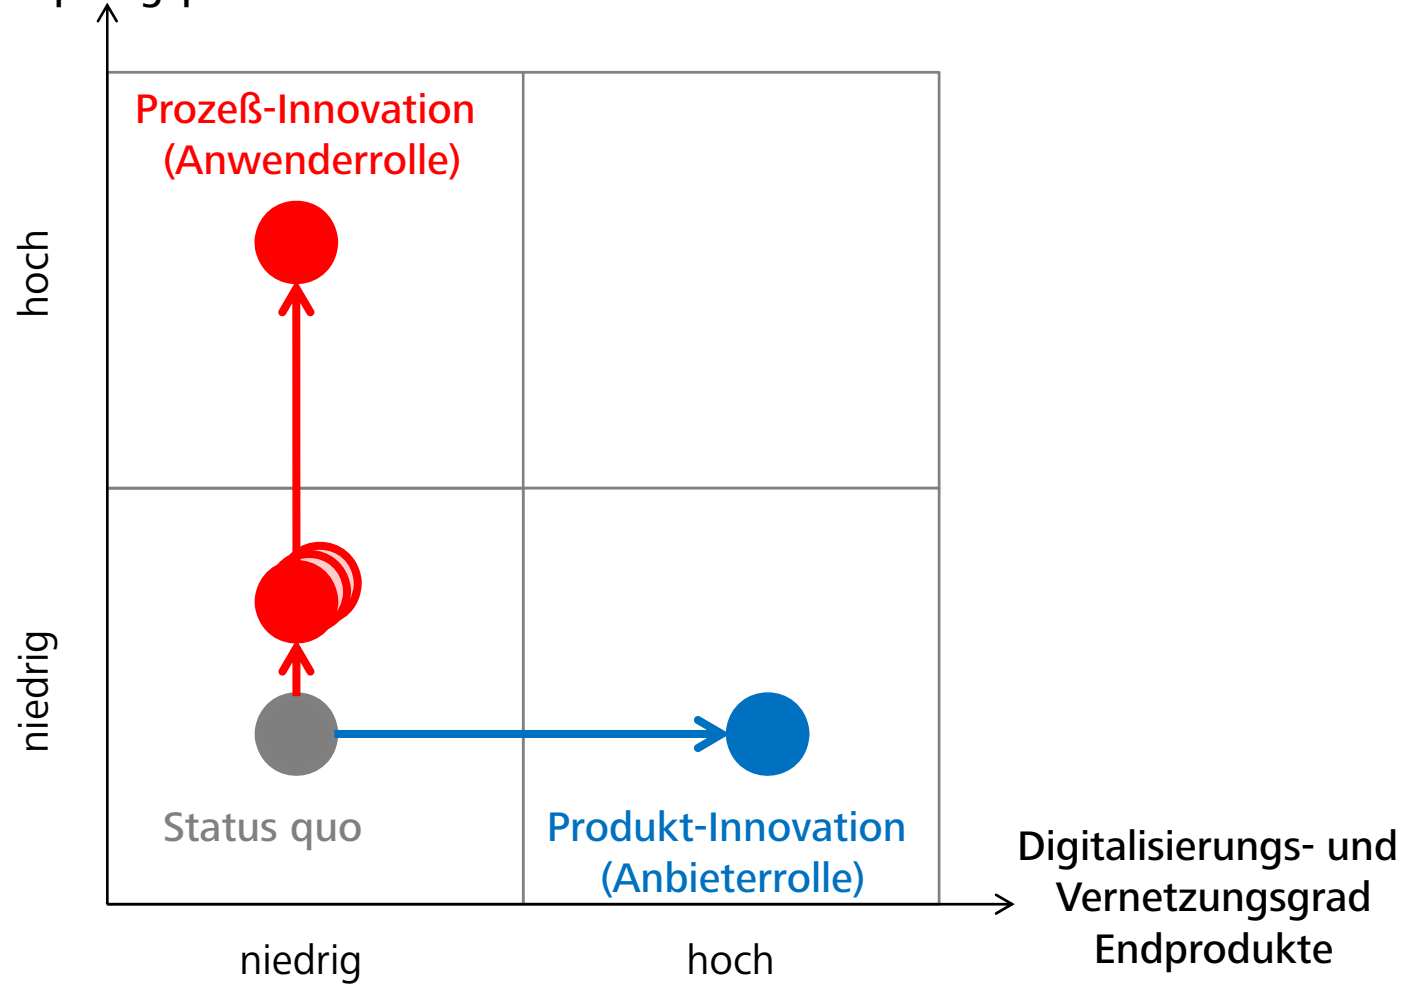 Prozeß-Innovation
(Anwenderrolle)
hoch
niedrig
Status quo
Produkt-Innovation
(Anbieterrolle)
Digitalisierungs- und
Vernetzungsgrad
Endprodukte
niedrig
hoch